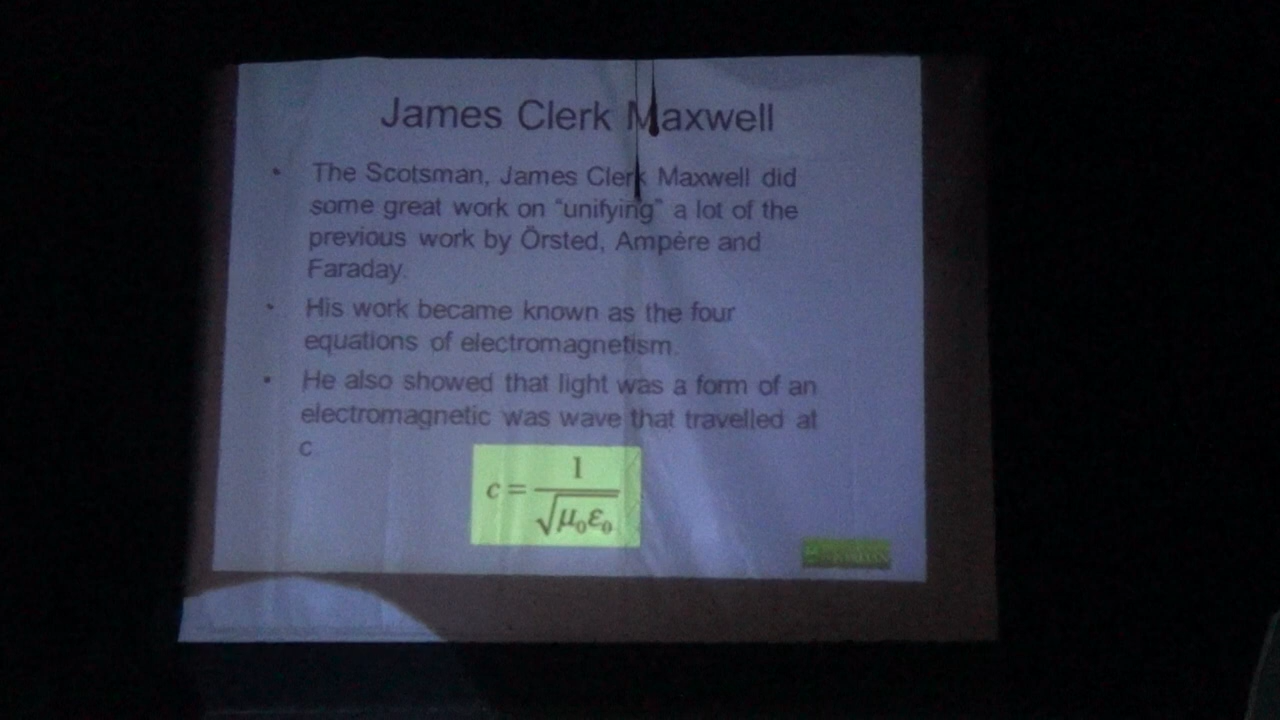 James Clerk Maxwell
• The Scotsman, James Clerk Maxwell did
some great work on "unifying" a lot of the
previous work by Örsted, Ampère and
Faraday.
• His work became known as the four
equations of electromagnetism.
• He also showed that light was a form of an
electromagnetic was wave that travelled at
c
c = 1/√μ₀ε₀